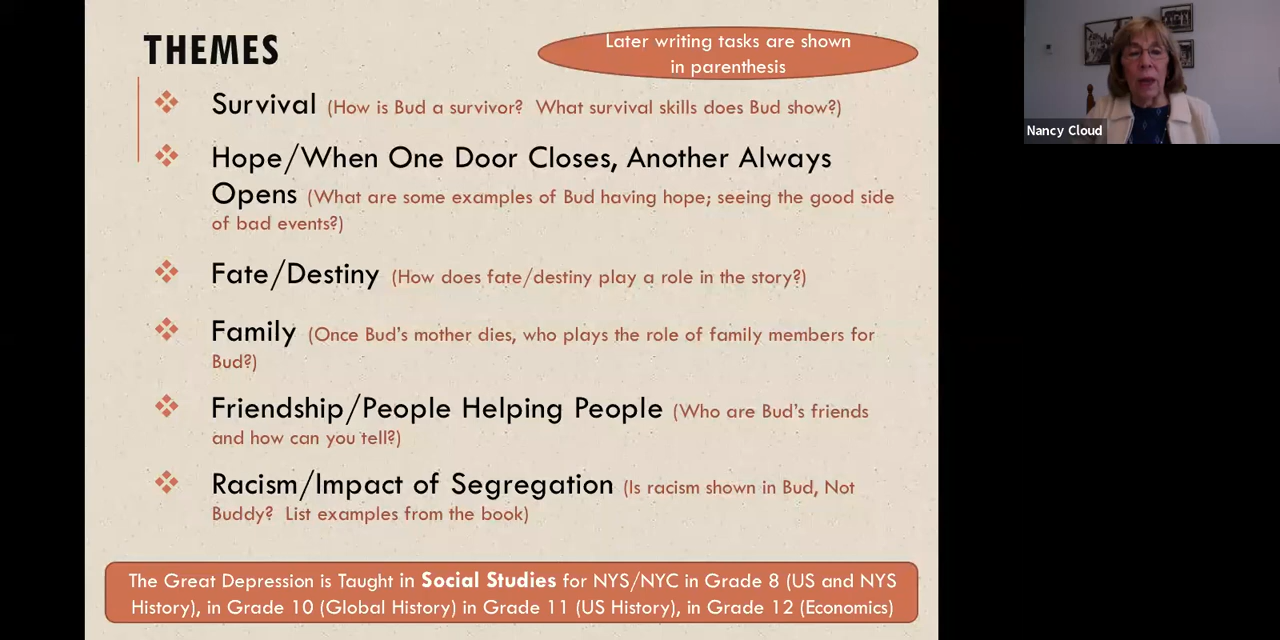 THEMES
Later writing tasks are shown
in parenthesis
Survival (How is Bud a survivor? What survival skills does Bud show?)
Hope/When One Door Closes, Another Always
Opens (What are some examples of Bud having hope; seeing the good side
of bad events?)
Fate/Destiny (How does fate/destiny play a role in the story?)
Family (Once Bud's mother dies, who plays the role of family members for
Bud?)
Friendship/People Helping People (Who are Bud's friends
and how can you tell?)
Racism/Impact of Segregation (Is racism shown in Bud, Not
Buddy? List examples from the book)
The Great Depression is Taught in Social Studies for NYS/NYC in Grade 8 (US and NYS
History), in Grade 10 (Global History) in Grade 11 (US History), in Grade 12 (Economics)
Nancy Cloud